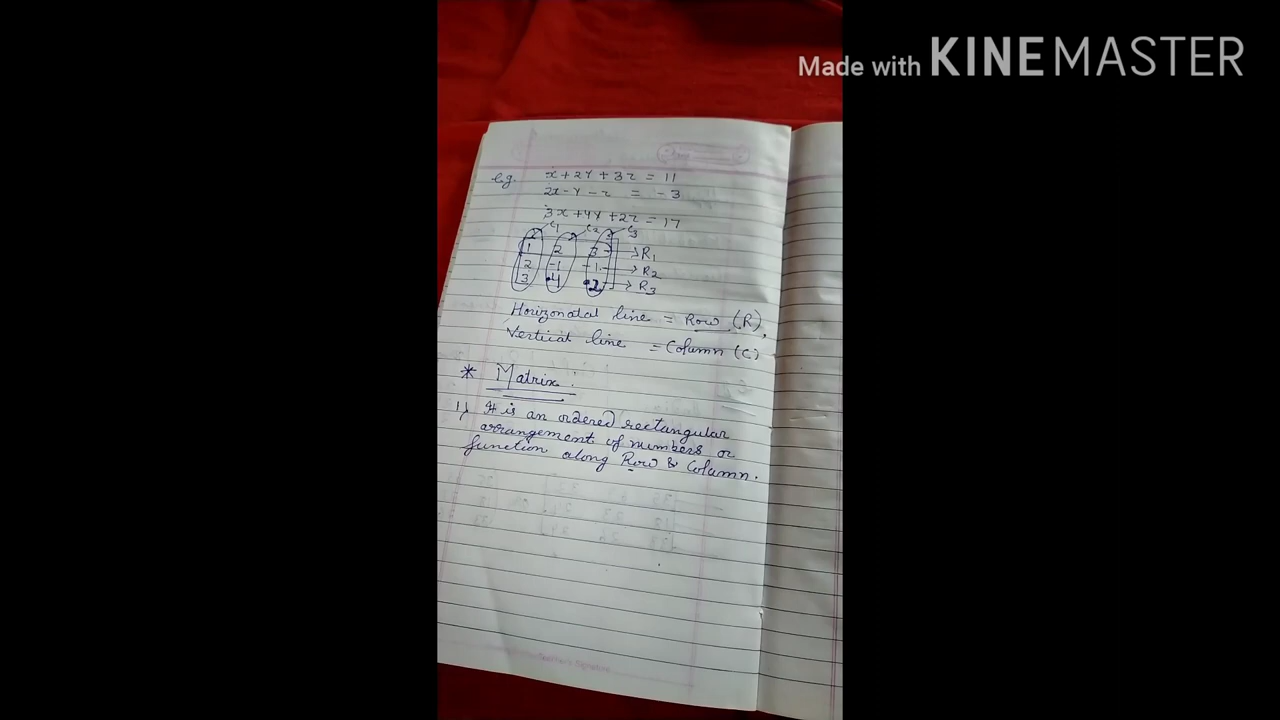 Made with KINEMASTER
e.g. x + 2y + 3z = 11
2x - y - z = -3
3x + 4y + 2z = 17
C1 C2 C3
1 2 3 → R1
2 -1 -1 → R2
3 4 2 → R3
Horizonatal line = Row (R).
Vertical line = Column (C)
* Matrix :
1) It is an ordered rectangular
arrangement of numbers or
function along Row & Column.